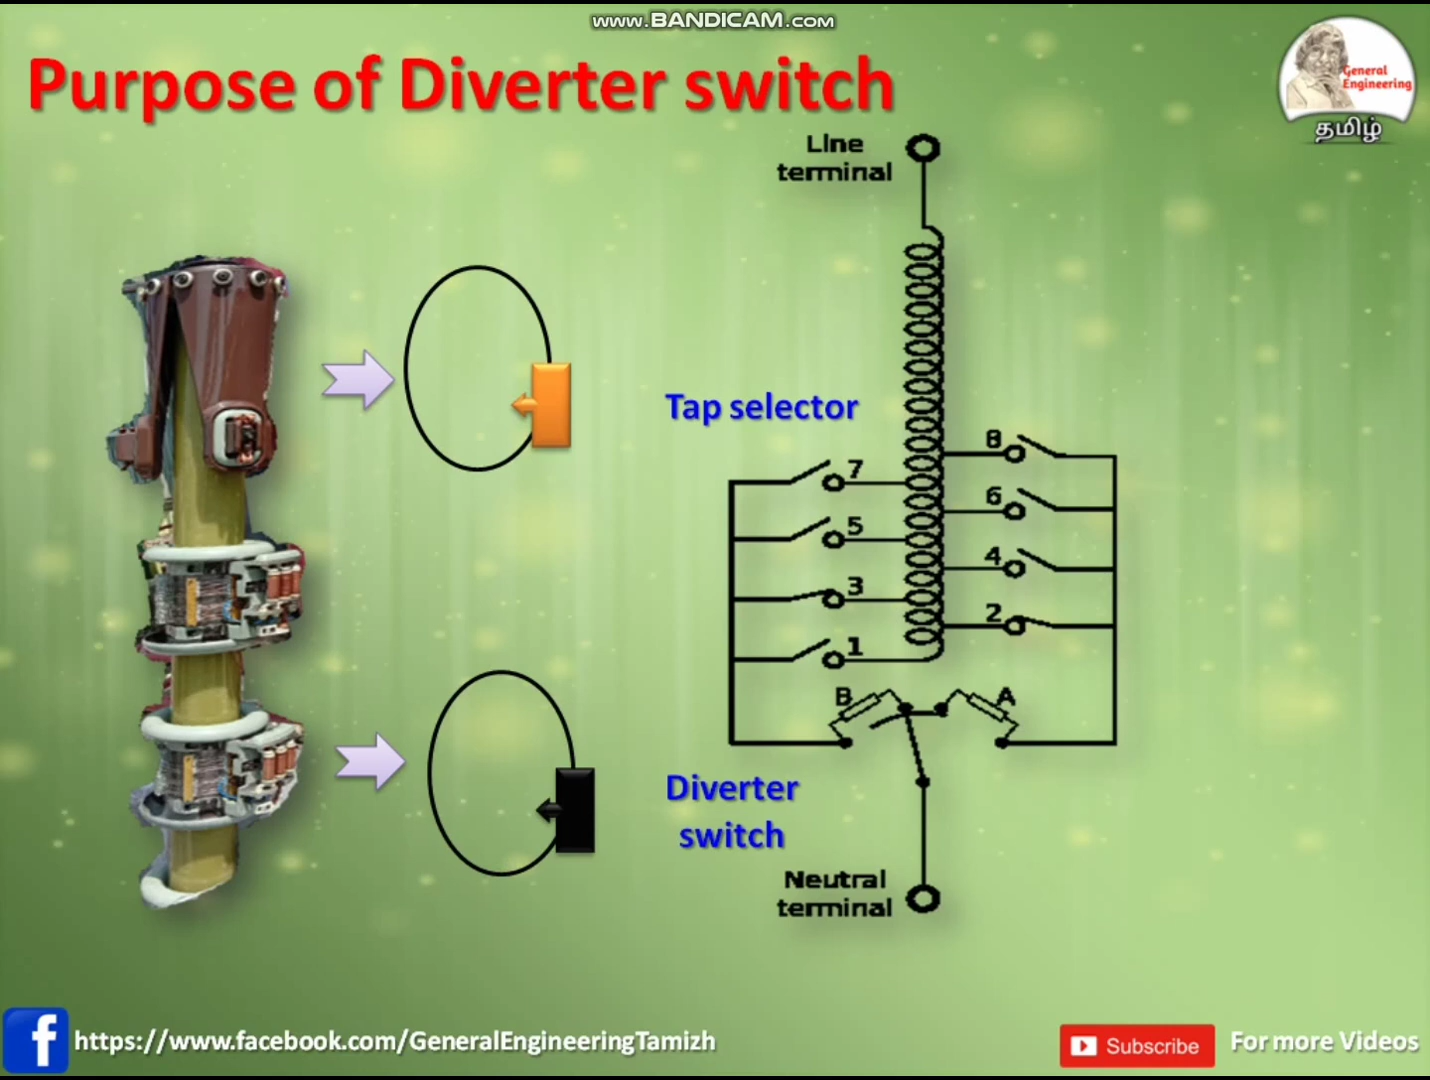 www.BANDICAM.com
Purpose of Diverter switch
General
Engineering
தமிழ்
Line
terminal
Tap selector
8
7
6
5
4
3
2
1
B
A
Diverter
switch
Neutral
terminal
f
https://www.facebook.com/GeneralEngineeringTamizh
Subscribe
For more Videos